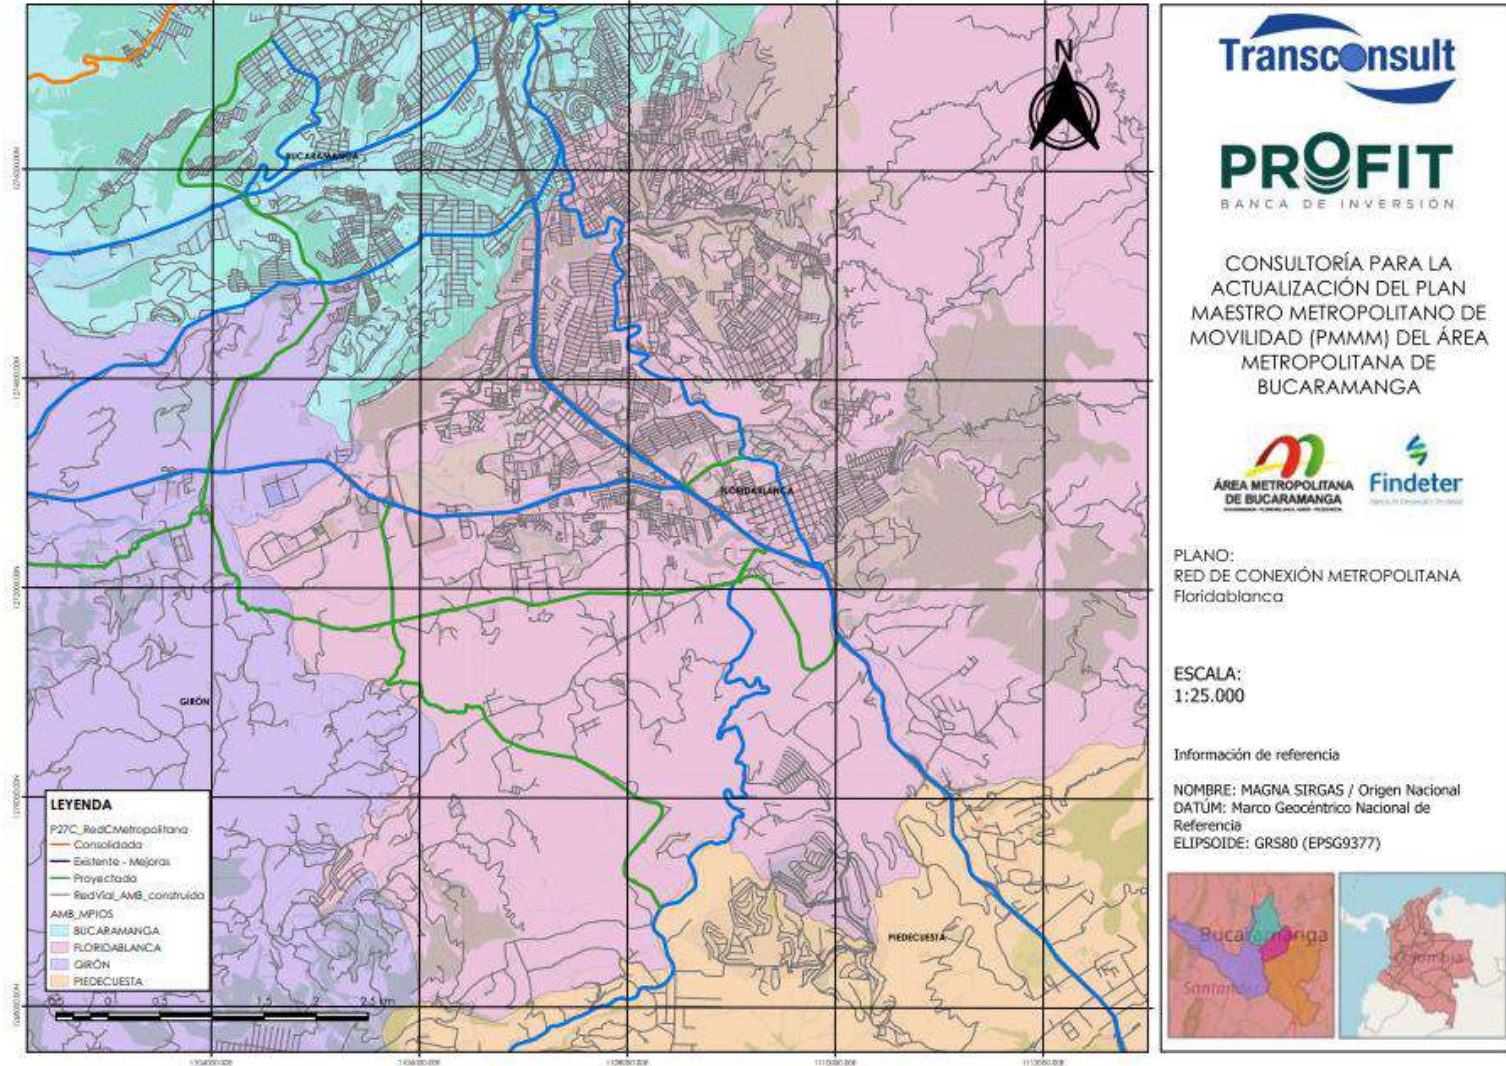 N
BUCARAMANGA
FLORIDABLANCA
GIRÓN
PIEDECUESTA
LEYENDA
P27C_RedCMetropolitana
Consolidada
Existente - Mejoras
Proyectado
RedVial_AMB_construida
AMB_MPIOS
BUCARAMANGA
FLORIDABLANCA
GIRÓN
PIEDECUESTA
Transconsult
PROFIT
BANCA DE INVERSIÓN
CONSULTORÍA PARA LA
ACTUALIZACIÓN DEL PLAN
MAESTRO METROPOLITANO DE
MOVILIDAD (PMMM) DEL ÁREA
METROPOLITANA DE
BUCARAMANGA
ÁREA METROPOLITANA
DE BUCARAMANGA
Findeter
PLANO:
RED DE CONEXIÓN METROPOLITANA
Floridablanca
ESCALA:
1:25.000
Información de referencia
NOMBRE: MAGNA SIRGAS / Origen Nacional
DATÚM: Marco Geocéntrico Nacional de
Referencia
ELIPSOIDE: GRS80 (EPSG9377)
Bucaramanga
Santander
Colombia